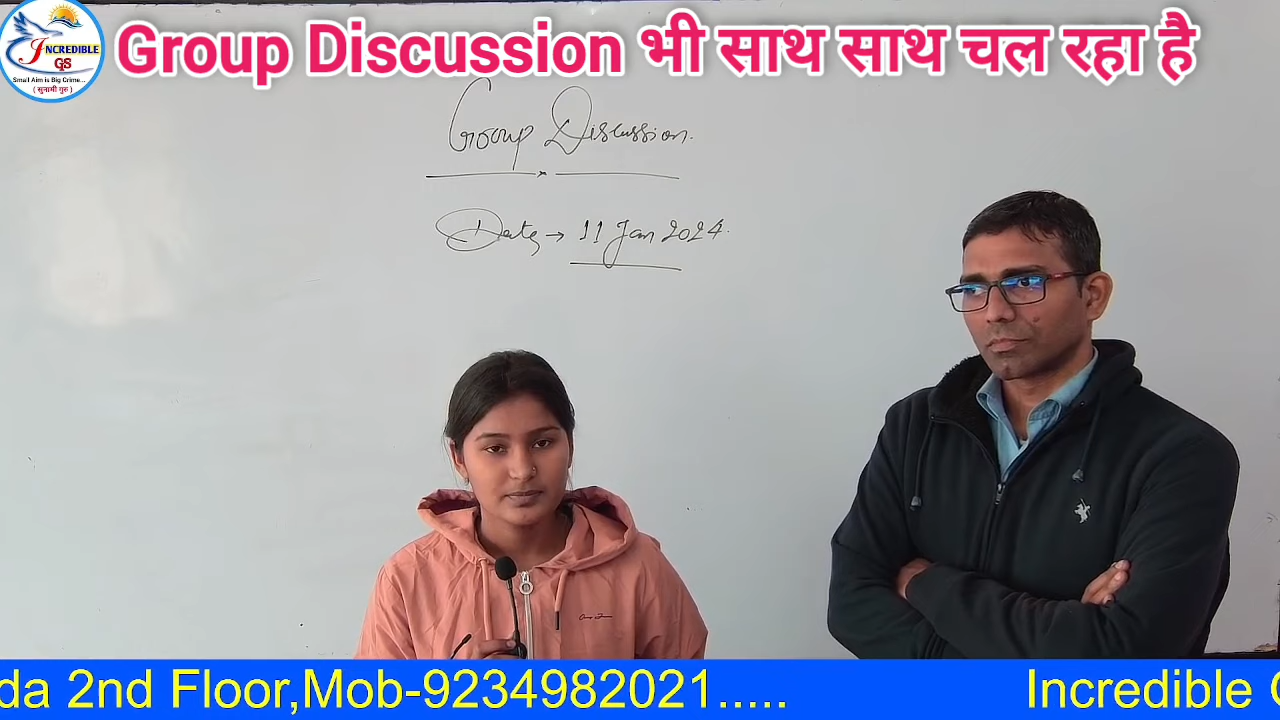 INCREDIBLE
GS
Small Aim is Big Crime...
( सुनामी गुरु )
Group Discussion भी साथ साथ चल रहा है
Group Discussion.
Date → 11 Jan 2024.
da 2nd Floor,Mob-9234982021..... Incredible